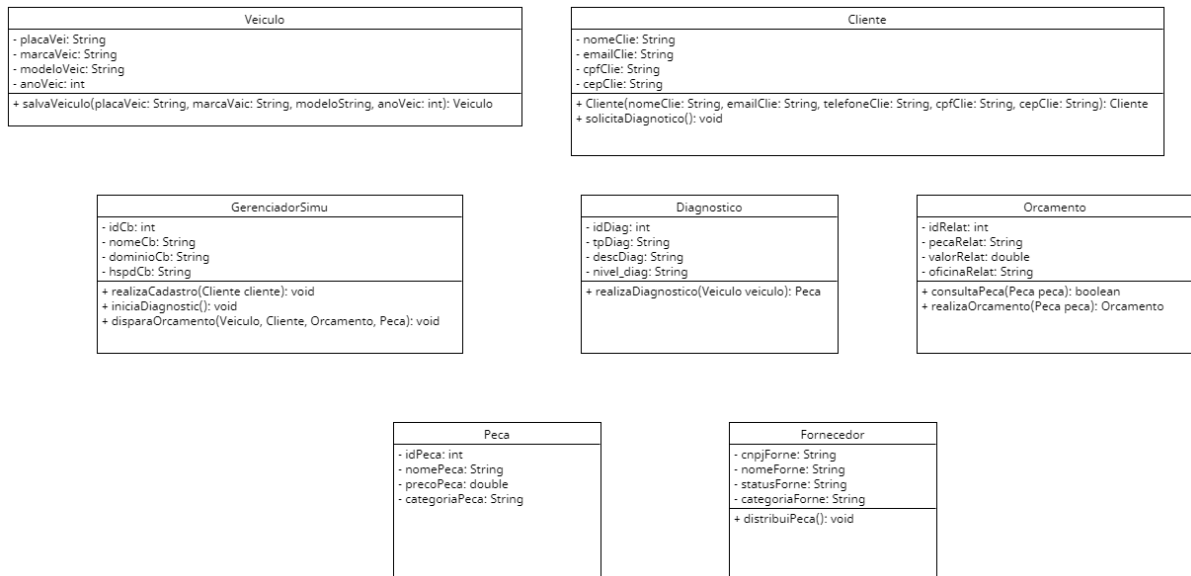 Veiculo
- placaVei: String
- marcaVeic: String
- modeloVeic: String
- anoVeic: int
+ salvaVeiculo(placaVeic: String, marcaVaic: String, modeloString, anoVeic: int): Veiculo
Cliente
- nomeClie: String
- emailClie: String
- cpfClie: String
- cepClie: String
+ Cliente(nomeClie: String, emailClie: String, telefoneClie: String, cpfClie: String, cepClie: String): Cliente
+ solicitaDiagnotico(): void
GerenciadorSimu
- idCb: int
- nomeCb: String
- dominioCb: String
- hspdCb: String
+ realizaCadastro(Cliente cliente): void
+ iniciaDiagnostic(): void
+ disparaOrcamento(Veiculo, Cliente, Orcamento, Peca): void
Diagnostico
- idDiag: int
- tpDiag: String
- descDiag: String
- nivel_diag: String
+ realizaDiagnostico(Veiculo veiculo): Peca
Orcamento
- idRelat: int
- pecaRelat: String
- valorRelat: double
- oficinaRelat: String
+ consultaPeca(Peca peca): boolean
+ realizaOrcamento(Peca peca): Orcamento
Peca
- idPeca: int
- nomePeca: String
- precoPeca: double
- categoriaPeca: String
Fornecedor
- cnpjForne: String
- nomeForne: String
- statusForne: String
- categoriaForne: String
+ distribuiPeca(): void